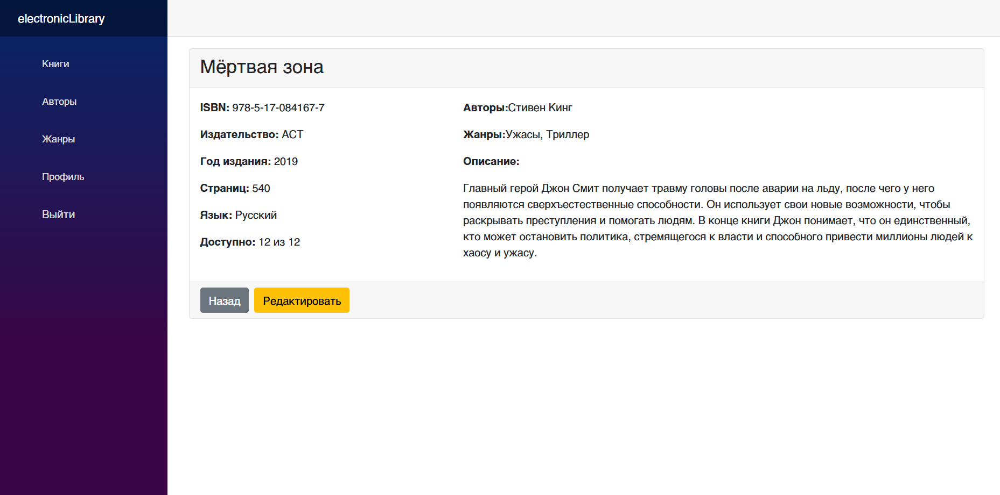 electronicLibrary
Книги
Авторы
Жанры
Профиль
Выйти
Мёртвая зона
ISBN: 978-5-17-084167-7
Издательство: АСТ
Год издания: 2019
Страниц: 540
Язык: Русский
Доступно: 12 из 12
Авторы:Стивен Кинг
Жанры:Ужасы, Триллер
Описание:
Главный герой Джон Смит получает травму головы после аварии на льду, после чего у него
появляются сверхъестественные способности. Он использует свои новые возможности, чтобы
раскрывать преступления и помогать людям. В конце книги Джон понимает, что он единственный,
кто может остановить политика, стремящегося к власти и способного привести миллионы людей к
хаосу и ужасу.
Назад
Редактировать